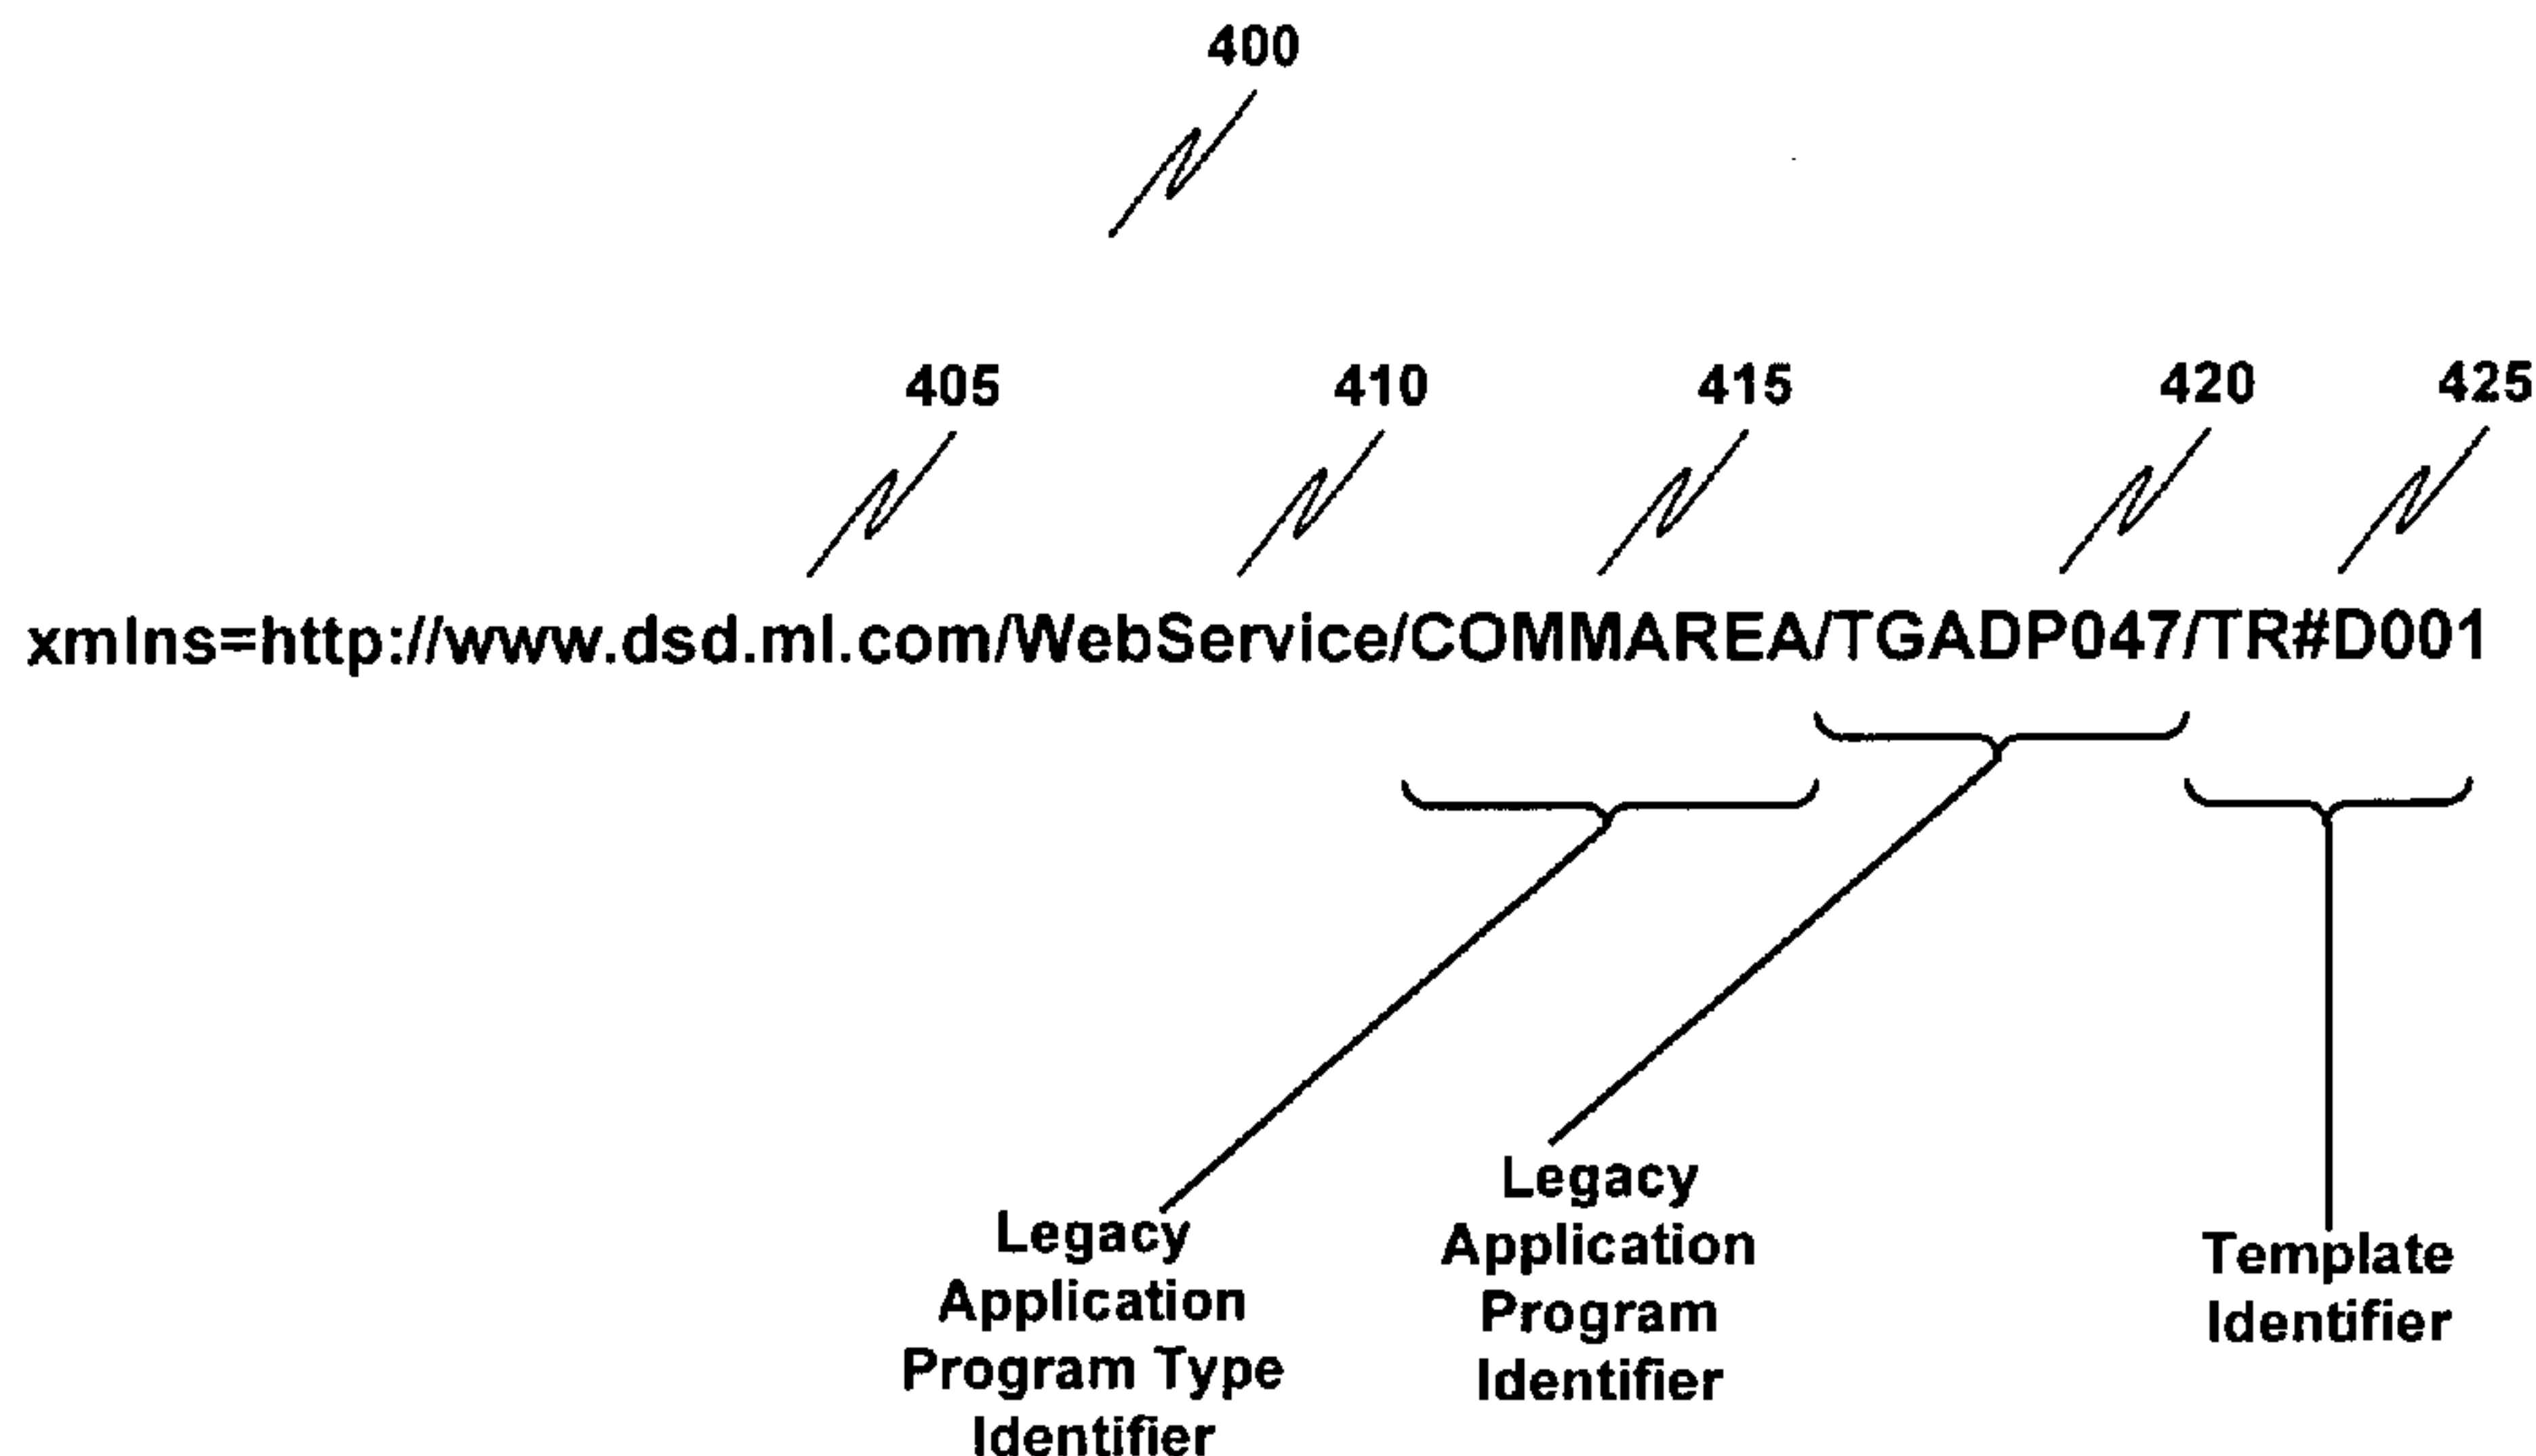 400
405 410 415 420 425
xmlns=http://www.dsd.ml.com/WebService/COMMAREA/TGADP047/TR#D001
Legacy
Application
Program Type
Identifier
Legacy
Application
Program
Identifier
Template
Identifier